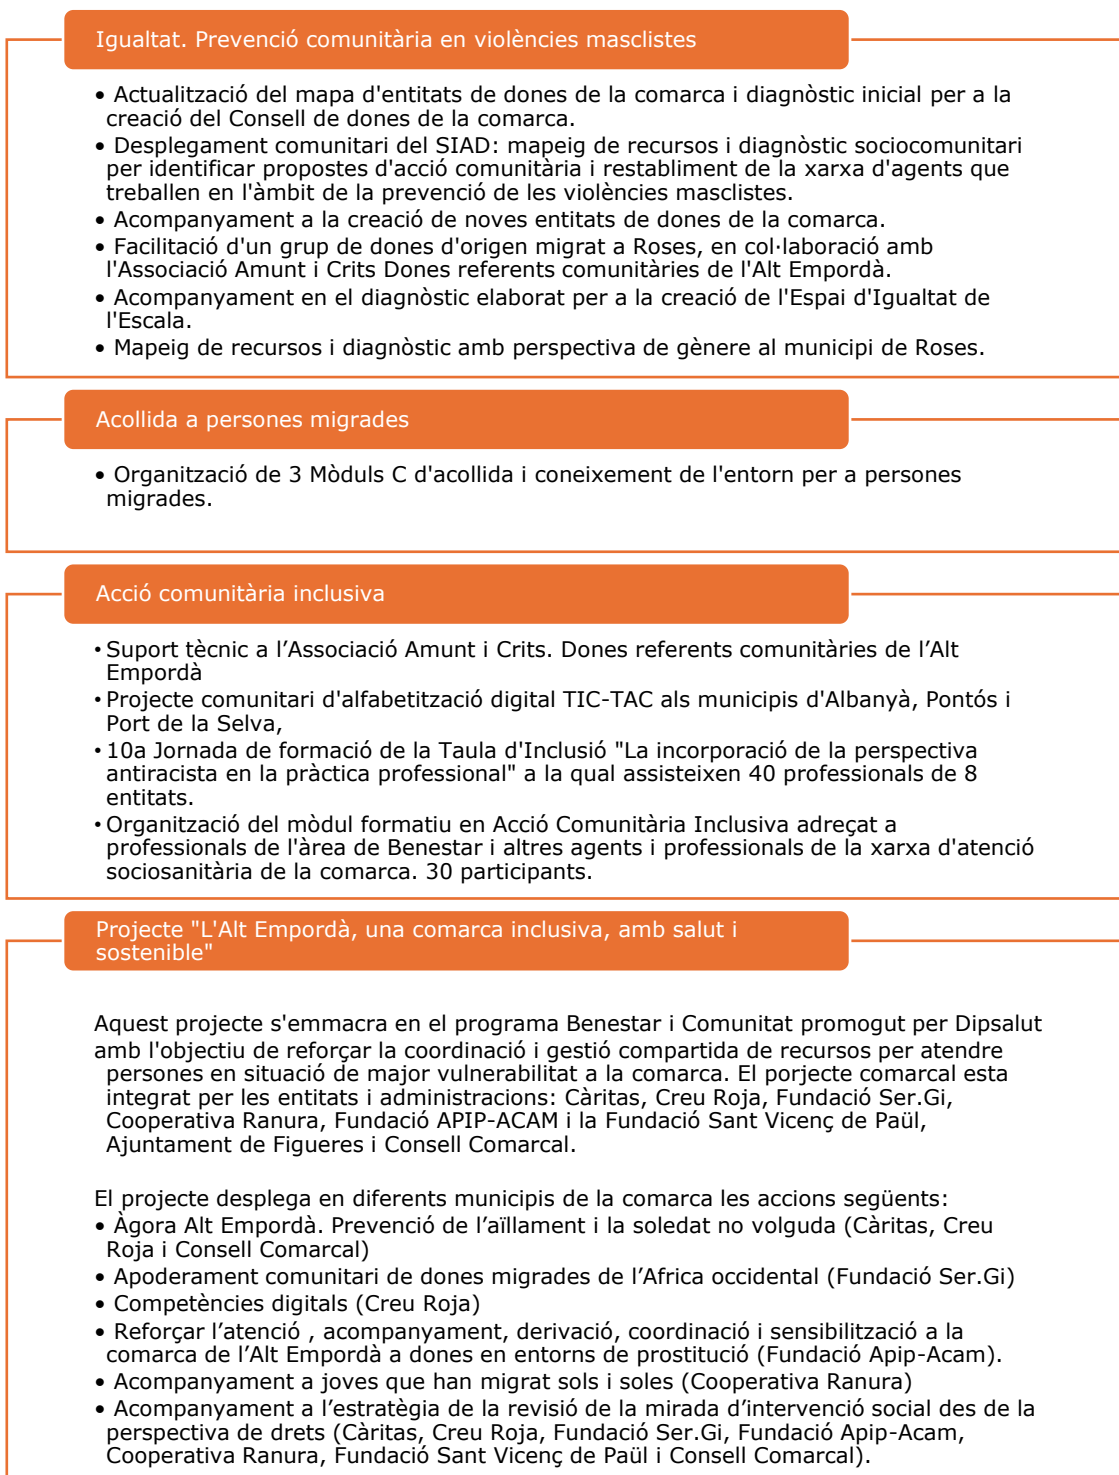 Igualtat. Prevenció comunitària en violències masclistes
• Actualització del mapa d'entitats de dones de la comarca i diagnòstic inicial per a la
creació del Consell de dones de la comarca.
• Desplegament comunitari del SIAD: mapeig de recursos i diagnòstic sociocomunitari
per identificar propostes d'acció comunitària i restabliment de la xarxa d'agents que
treballen en l'àmbit de la prevenció de les violències masclistes.
• Acompanyament a la creació de noves entitats de dones de la comarca.
• Facilitació d'un grup de dones d'origen migrat a Roses, en col·laboració amb
l'Associació Amunt i Crits Dones referents comunitàries de l'Alt Empordà.
• Acompanyament en el diagnòstic elaborat per a la creació de l'Espai d'Igualtat de
l'Escala.
• Mapeig de recursos i diagnòstic amb perspectiva de gènere al municipi de Roses.
Acollida a persones migrades
• Organització de 3 Mòduls C d'acollida i coneixement de l'entorn per a persones
migrades.
Acció comunitària inclusiva
• Suport tècnic a l’Associació Amunt i Crits. Dones referents comunitàries de l’Alt
Empordà
• Projecte comunitari d'alfabetització digital TIC-TAC als municipis d'Albanyà, Pontós i
Port de la Selva,
• 10a Jornada de formació de la Taula d'Inclusió "La incorporació de la perspectiva
antiracista en la pràctica professional" a la qual assisteixen 40 professionals de 8
entitats.
• Organització del mòdul formatiu en Acció Comunitària Inclusiva adreçat a
professionals de l'àrea de Benestar i altres agents i professionals de la xarxa d'atenció
sociosanitària de la comarca. 30 participants.
Projecte "L'Alt Empordà, una comarca inclusiva, amb salut i
sostenible"
Aquest projecte s'emmacra en el programa Benestar i Comunitat promogut per Dipsalut
amb l'objectiu de reforçar la coordinació i gestió compartida de recursos per atendre
persones en situació de major vulnerabilitat a la comarca. El porjecte comarcal esta
integrat per les entitats i administracions: Càritas, Creu Roja, Fundació Ser.Gi,
Cooperativa Ranura, Fundació APIP-ACAM i la Fundació Sant Vicenç de Paül,
Ajuntament de Figueres i Consell Comarcal.
El projecte desplega en diferents municipis de la comarca les accions següents:
• Àgora Alt Empordà. Prevenció de l’aïllament i la soledat no volguda (Càritas, Creu
Roja i Consell Comarcal)
• Apoderament comunitari de dones migrades de l’Africa occidental (Fundació Ser.Gi)
• Competències digitals (Creu Roja)
• Reforçar l’atenció , acompanyament, derivació, coordinació i sensibilització a la
comarca de l’Alt Empordà a dones en entorns de prostitució (Fundació Apip-Acam).
• Acompanyament a joves que han migrat sols i soles (Cooperativa Ranura)
• Acompanyament a l’estratègia de la revisió de la mirada d’intervenció social des de la
perspectiva de drets (Càritas, Creu Roja, Fundació Ser.Gi, Fundació Apip-Acam,
Cooperativa Ranura, Fundació Sant Vicenç de Paül i Consell Comarcal).